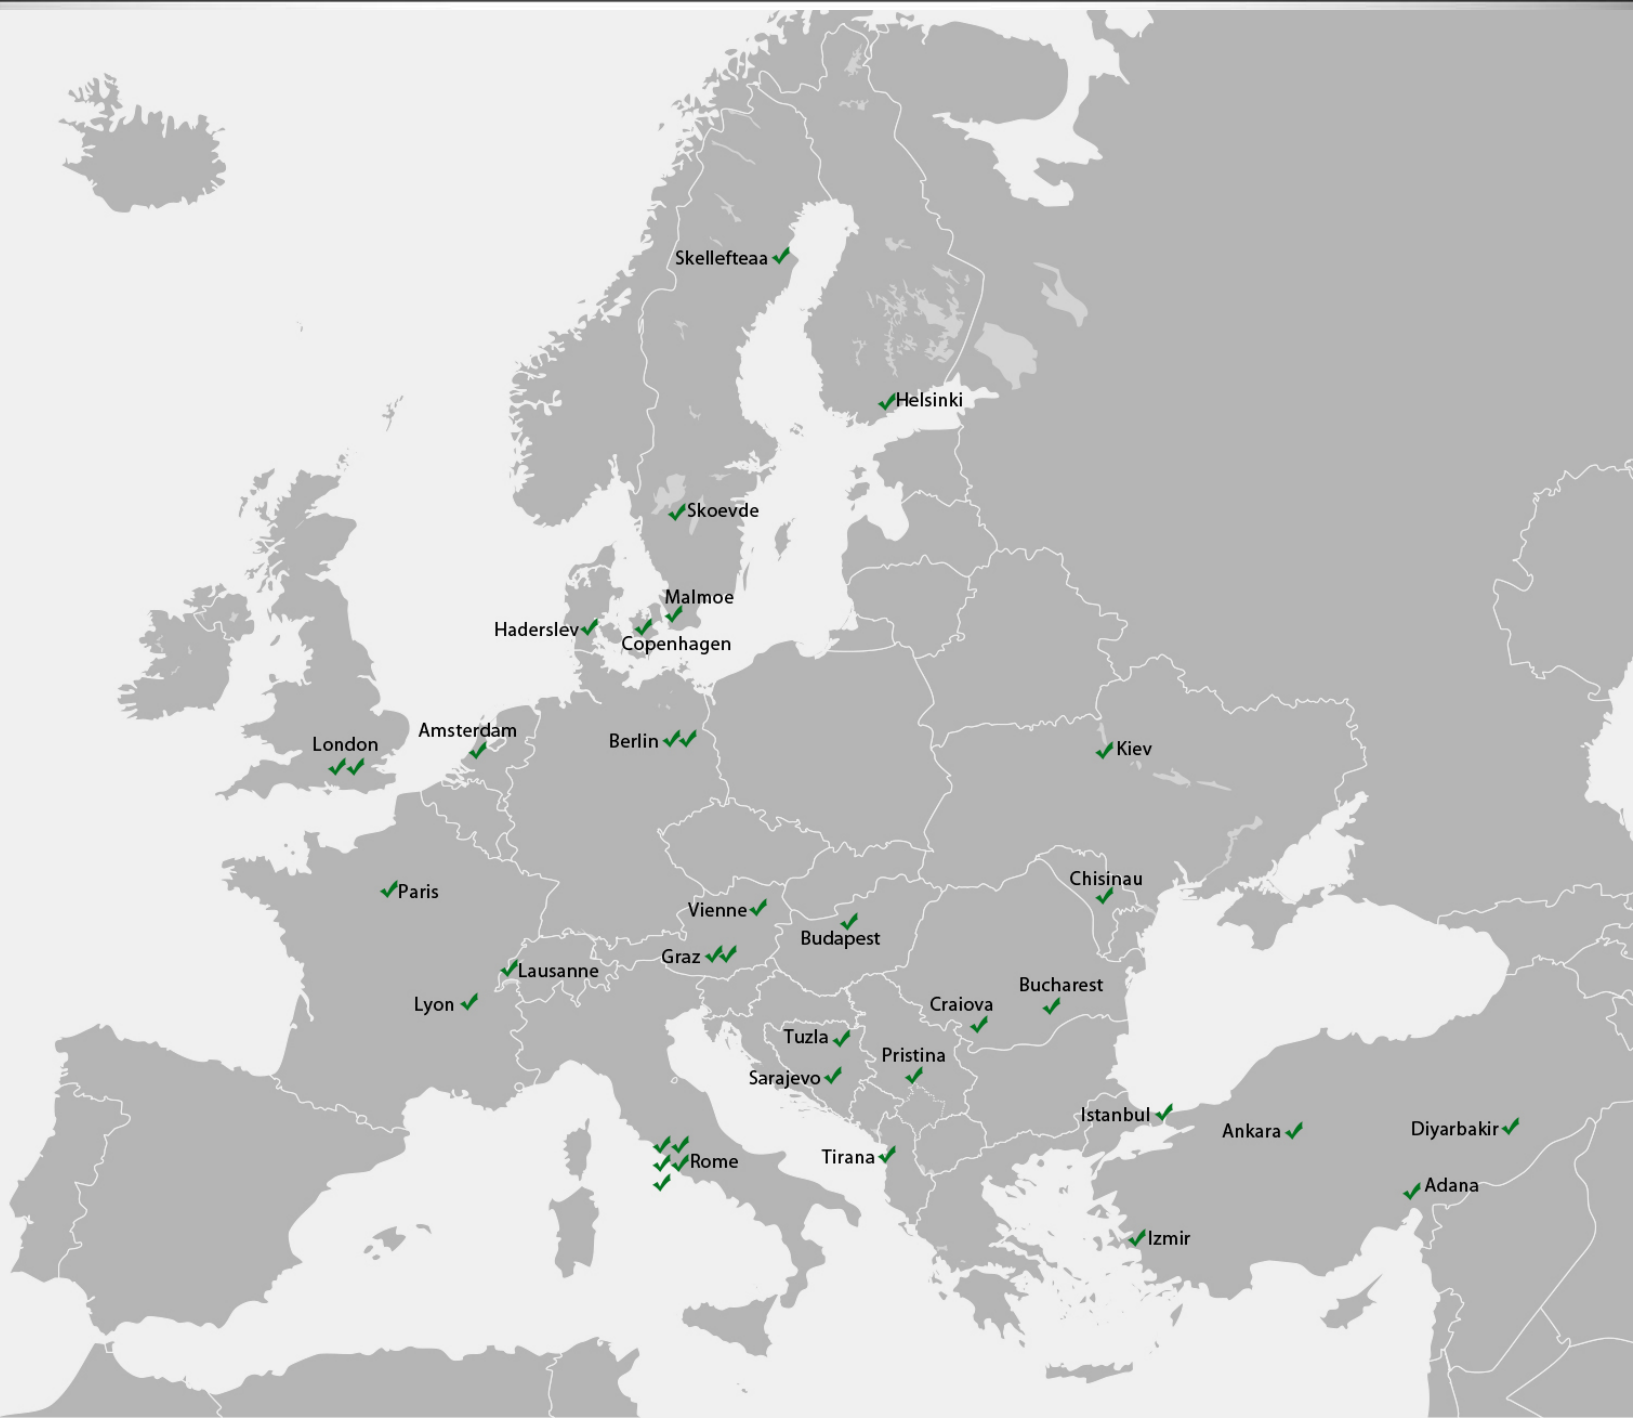 Skellefteaa
Helsinki
Skoevde
Malmoe
Haderslev
Copenhagen
Amsterdam
Berlin
London
Kiev
Chisinau
Paris
Vienne
Budapest
Graz
Lausanne
Bucharest
Lyon
Craiova
Tuzla
Pristina
Sarajevo
Istanbul
Ankara
Diyarbakir
Tirana
Rome
Adana
Izmir